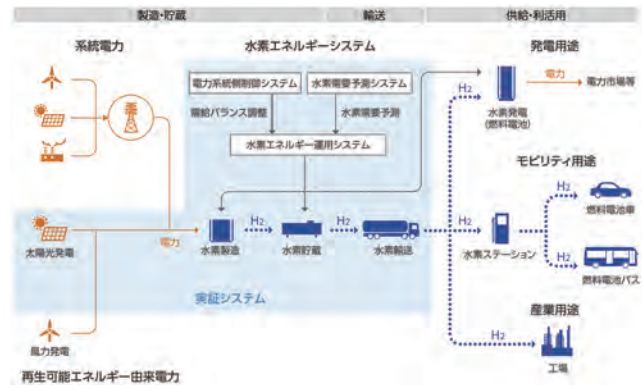 製造・貯蔵
輸送
供給・利活用
系統電力
水素エネルギーシステム
発電用途
電力系統側制御システム
水素需要予測システム
需給バランス調整
水素需要予測
水素エネルギー運用システム
H2
電力
電力市場等
水素発電
(燃料電池)
モビリティ用途
H2
燃料電池車
太陽光発電
電力
H2
H2
H2
水素製造
水素貯蔵
水素輸送
水素ステーション
H2
燃料電池バス
実証システム
産業用途
風力発電
H2
工場
再生可能エネルギー由来電力